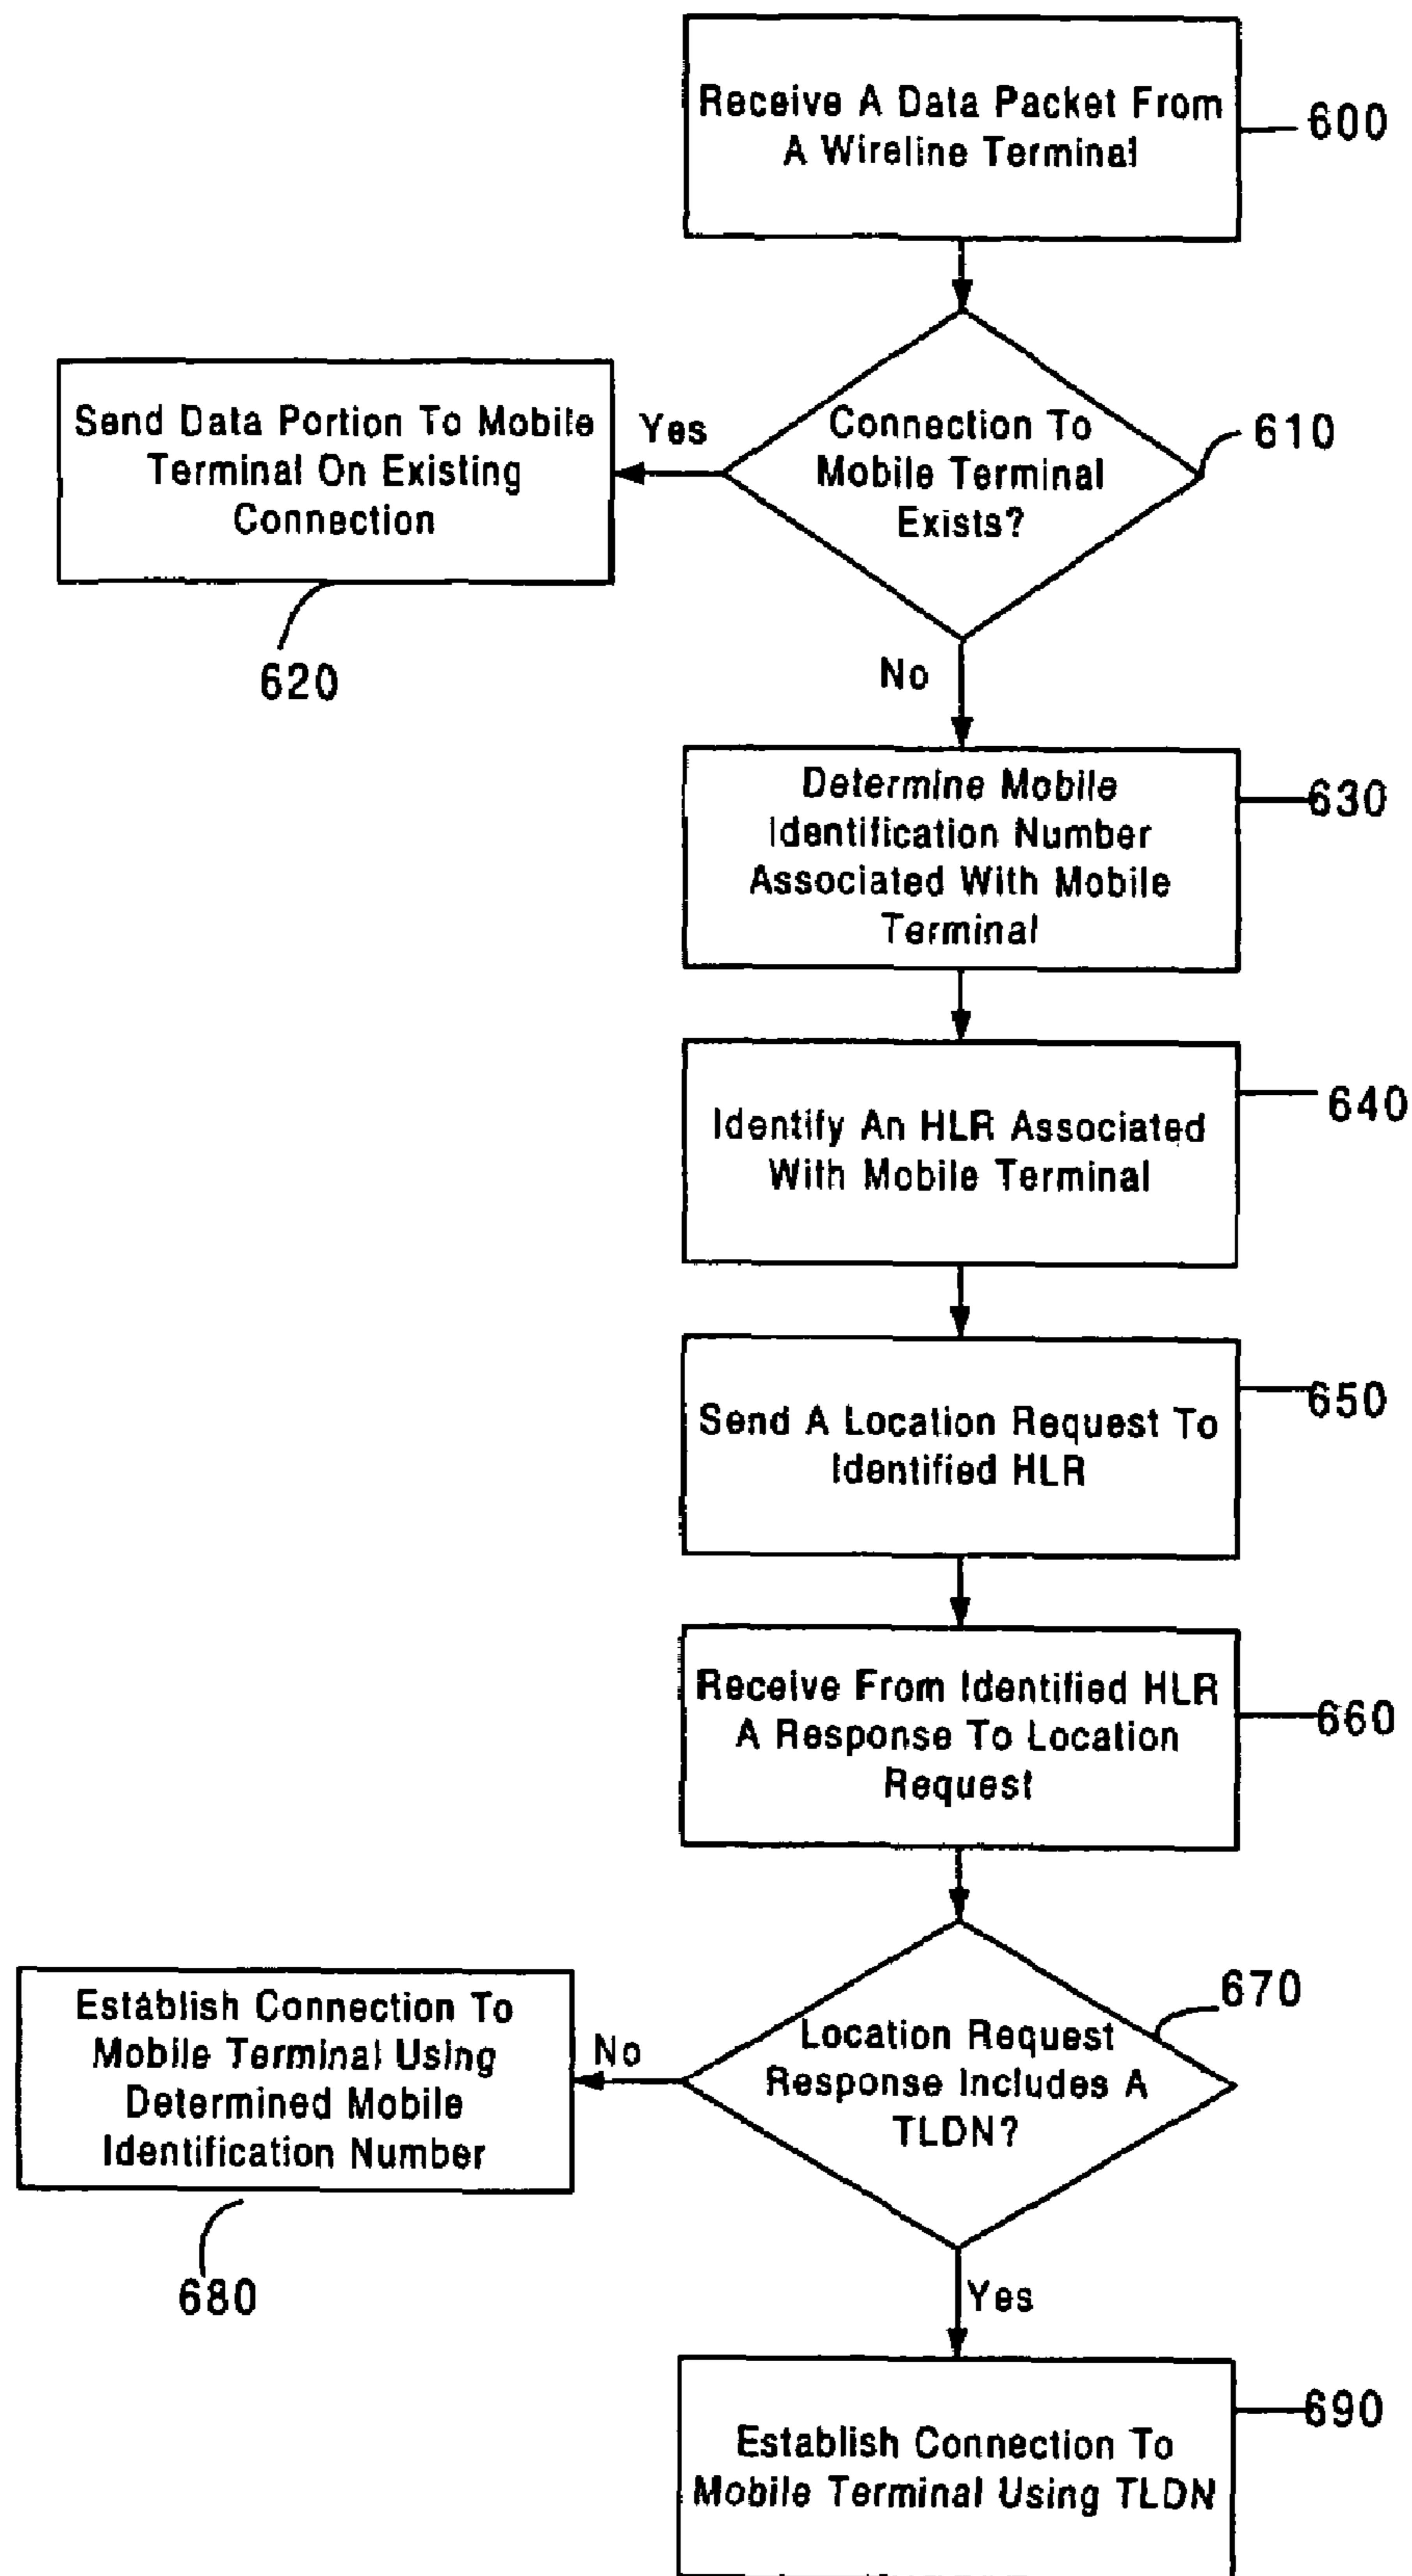 Receive A Data Packet From
A Wireline Terminal
600
Connection To
Mobile Terminal
Exists?
610
Yes
Send Data Portion To Mobile
Terminal On Existing
Connection
620
No
Determine Mobile
Identification Number
Associated With Mobile
Terminal
630
Identify An HLR Associated
With Mobile Terminal
640
Send A Location Request To
Identified HLR
650
Receive From Identified HLR
A Response To Location
Request
660
Location Request
Response Includes A
TLDN?
670
No
Establish Connection To
Mobile Terminal Using
Determined Mobile
Identification Number
680
Yes
Establish Connection To
Mobile Terminal Using TLDN
690